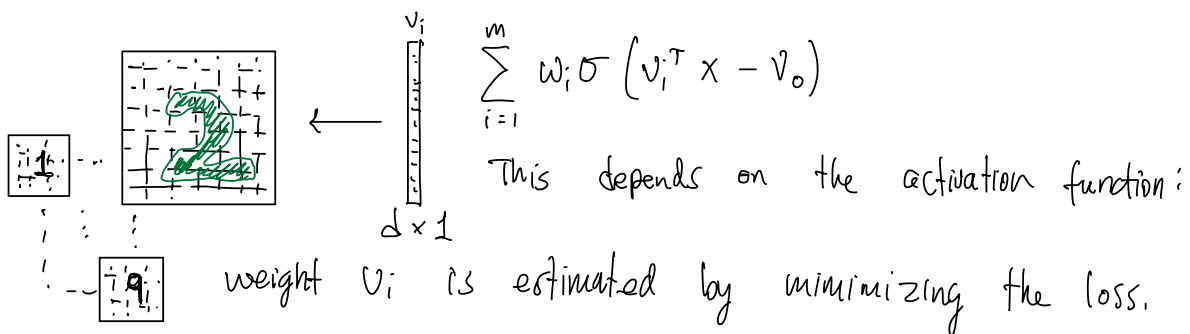 v_i
∑_{i=1}^{m} w_i σ (v_i^T x − v_0)
2
1
d × 1
This depends on the activation function:
9
weight v_i is estimated by mimimizing the loss.